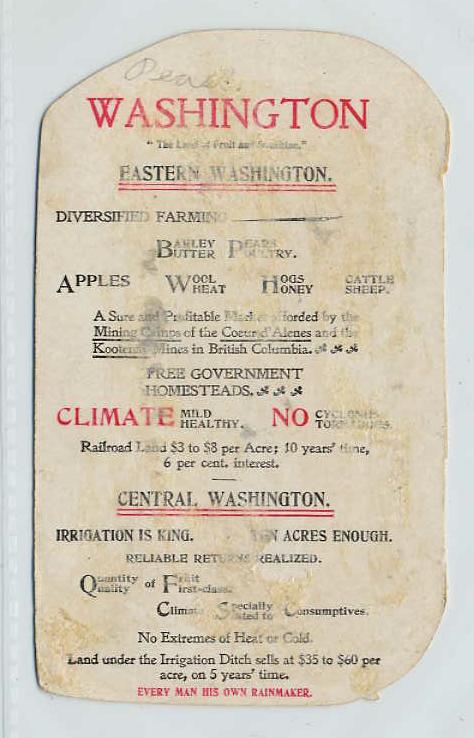 Pears
WASHINGTON
"The Land of Fruit and Sunshine."
EASTERN WASHINGTON.
DIVERSIFIED FARMING
BARLEY PEARS
BUTTER POULTRY.
APPLES WOOL HOGS CATTLE
WHEAT HONEY SHEEP.
A Sure and Profitable Market afforded by the
Mining Camps of the Coeur d'Alenes and the
Kootenay Mines in British Columbia.
FREE GOVERNMENT
HOMESTEADS.
CLIMATE MILD HEALTHY. NO CYCLONES TORNADOES.
Railroad Land $3 to $8 per Acre; 10 years' time,
6 per cent. interest.
CENTRAL WASHINGTON.
IRRIGATION IS KING. TEN ACRES ENOUGH.
RELIABLE RETURNS REALIZED.
Quantity of Fruit
Quality First-class.
Climate Specially Suited to Consumptives.
No Extremes of Heat or Cold.
Land under the Irrigation Ditch sells at $35 to $60 per
acre, on 5 years' time.
EVERY MAN HIS OWN RAINMAKER.